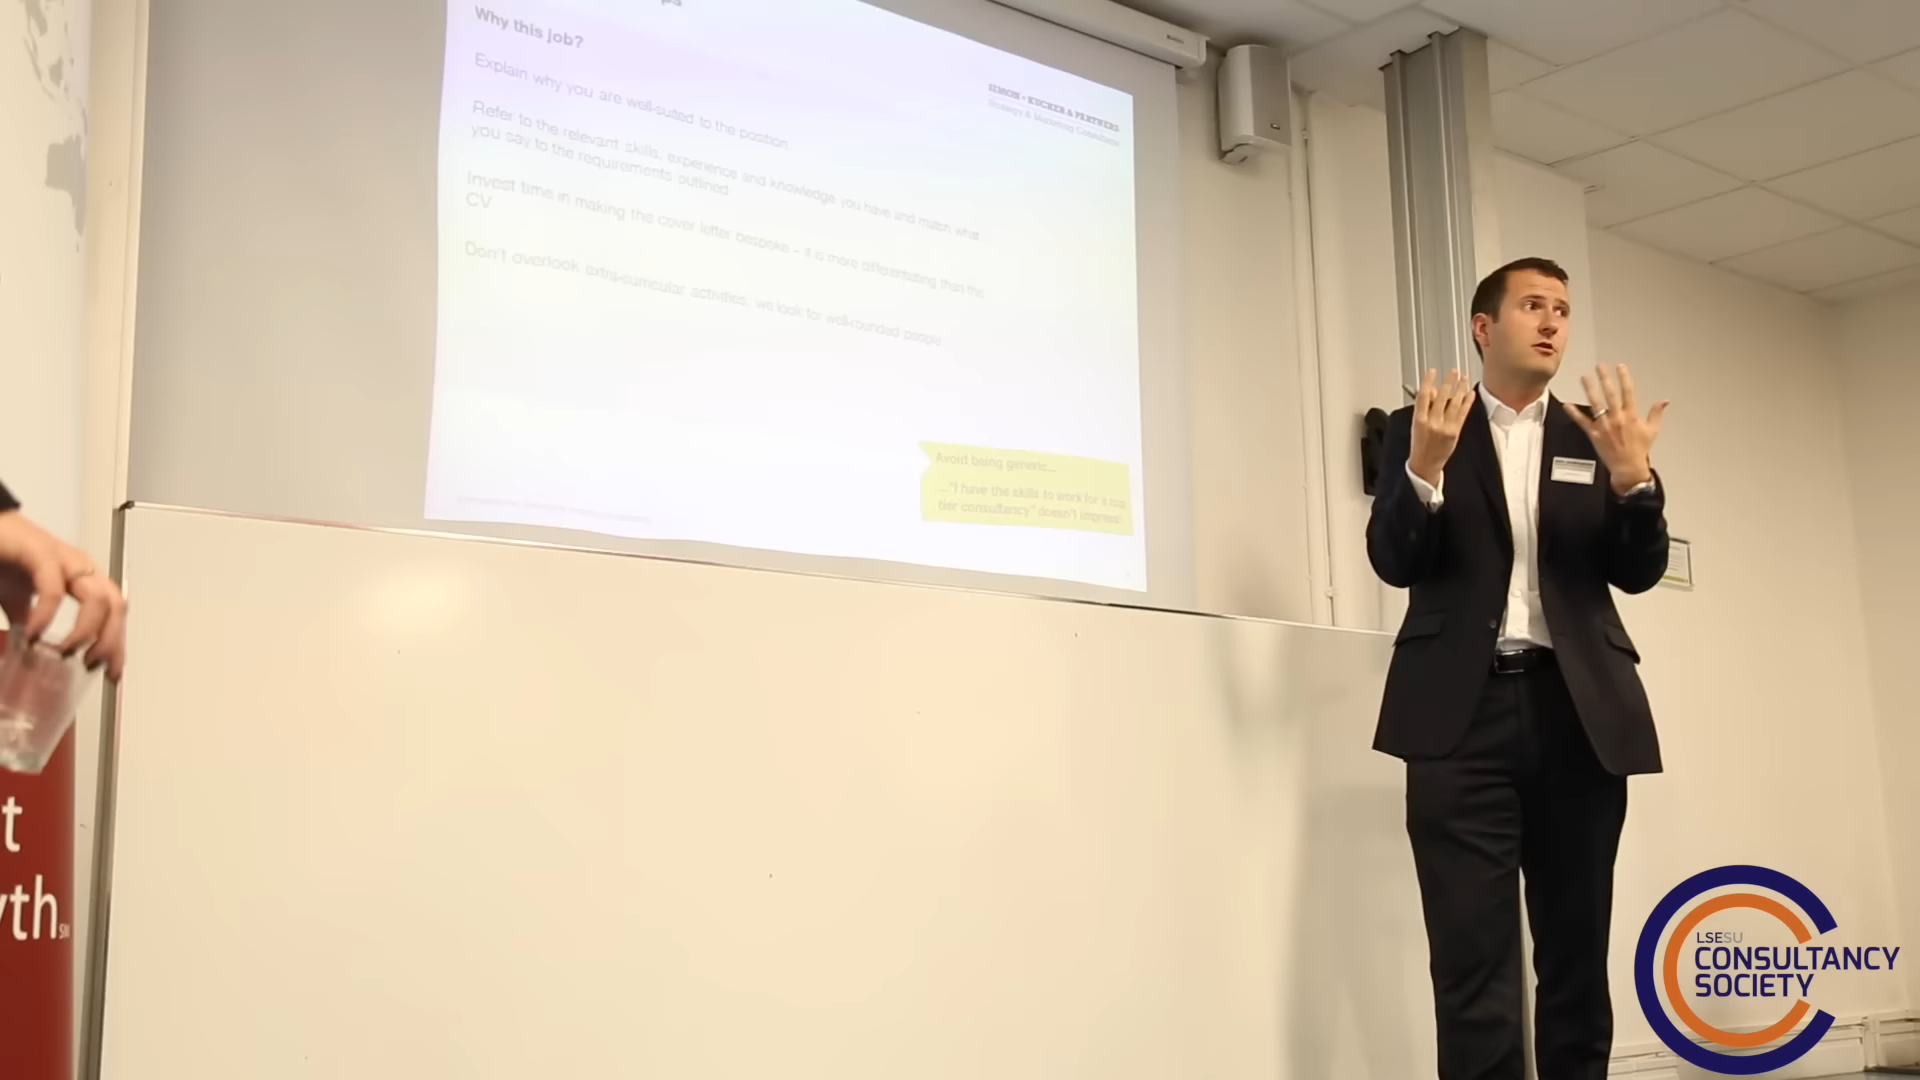 Why this job?
Explain why you are well-suited to the position.
Refer to the relevant skills, experience and knowledge you have and match what
you say to the requirements outlined
Invest time in making the cover letter bespoke – it is more differentiating than the
CV
Don't overlook extra-curricular activities, we look for well-rounded people
SIMON • KUCHER & PARTNERS
Strategy & Marketing Consultants
Avoid being generic...
..."I have the skills to work for a top
tier consultancy" doesn't impress!
t
th
SM
LSESU
CONSULTANCY
SOCIETY